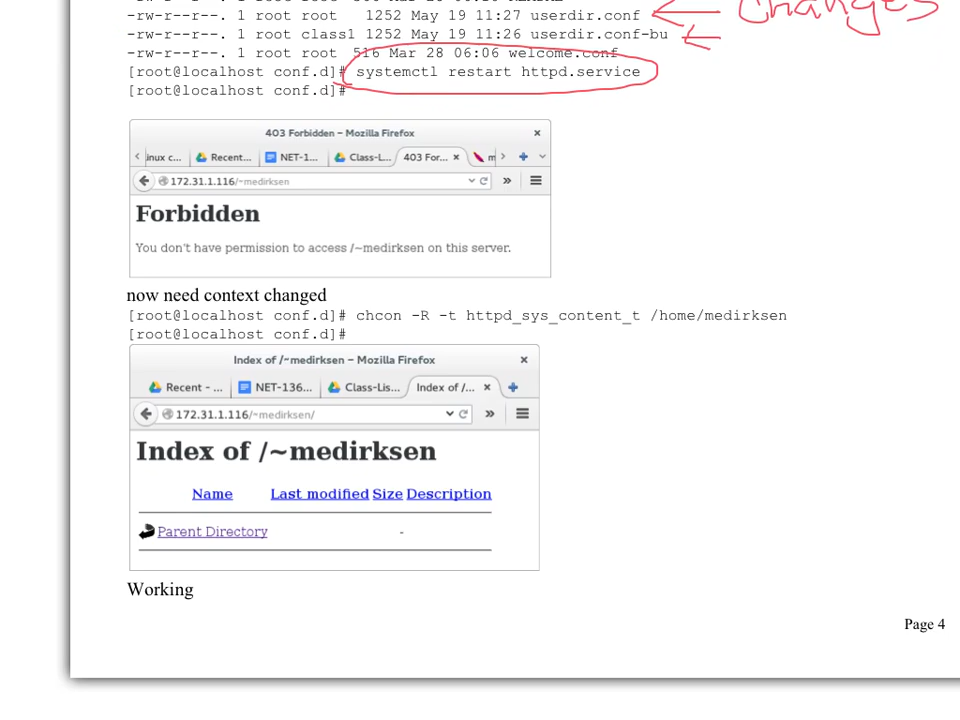 changes
-rw-r--r--. 1 root root   1252 May 19 11:27 userdir.conf
-rw-r--r--. 1 root class1 1252 May 19 11:26 userdir.conf-bu
-rw-r--r--. 1 root root  516 Mar 28 06:06 welcome.conf
[root@localhost conf.d]# systemctl restart httpd.service
[root@localhost conf.d]#
403 Forbidden – Mozilla Firefox
inux c... Recent... NET-1... Class-L... 403 For... m
172.31.1.116/~medirksen
Forbidden
You don't have permission to access /~medirksen on this server.
now need context changed
[root@localhost conf.d]# chcon -R -t httpd_sys_content_t /home/medirksen
[root@localhost conf.d]#
Index of /~medirksen – Mozilla Firefox
Recent - ... NET-136... Class-Lis... Index of /...
172.31.1.116/~medirksen/
Index of /~medirksen
Name Last modified Size Description
Parent Directory -
Working
Page 4